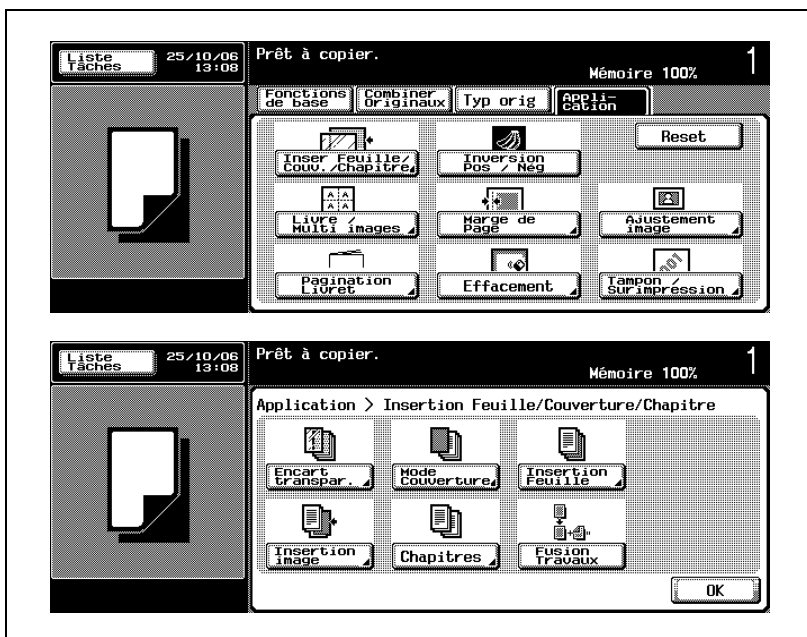 Liste
Tâches
25/10/06
13:08
Prêt à copier.
Mémoire 100%
1
Fonctions
de base
Combiner
Originaux
Typ orig
Appli-
cation
Inser Feuille/
Couv./Chapitre
Inversion
Pos / Nég
Reset
Livre /
Multi images
Marge de
Page
Ajustement
image
Pagination
Livret
Effacement
Tampon /
Surimpression
Liste
Tâches
25/10/06
13:08
Prêt à copier.
Mémoire 100%
1
Application > Insertion Feuille/Couverture/Chapitre
Encart
transpar.
Mode
Couverture
Insertion
Feuille
Insertion
image
Chapitres
Fusion
Travaux
OK